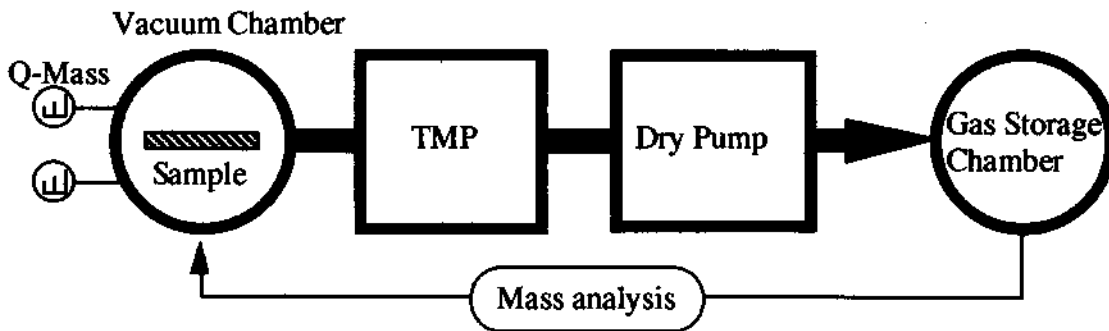 Vacuum Chamber
Q-Mass
Sample
TMP
Dry Pump
Gas Storage
Chamber
Mass analysis